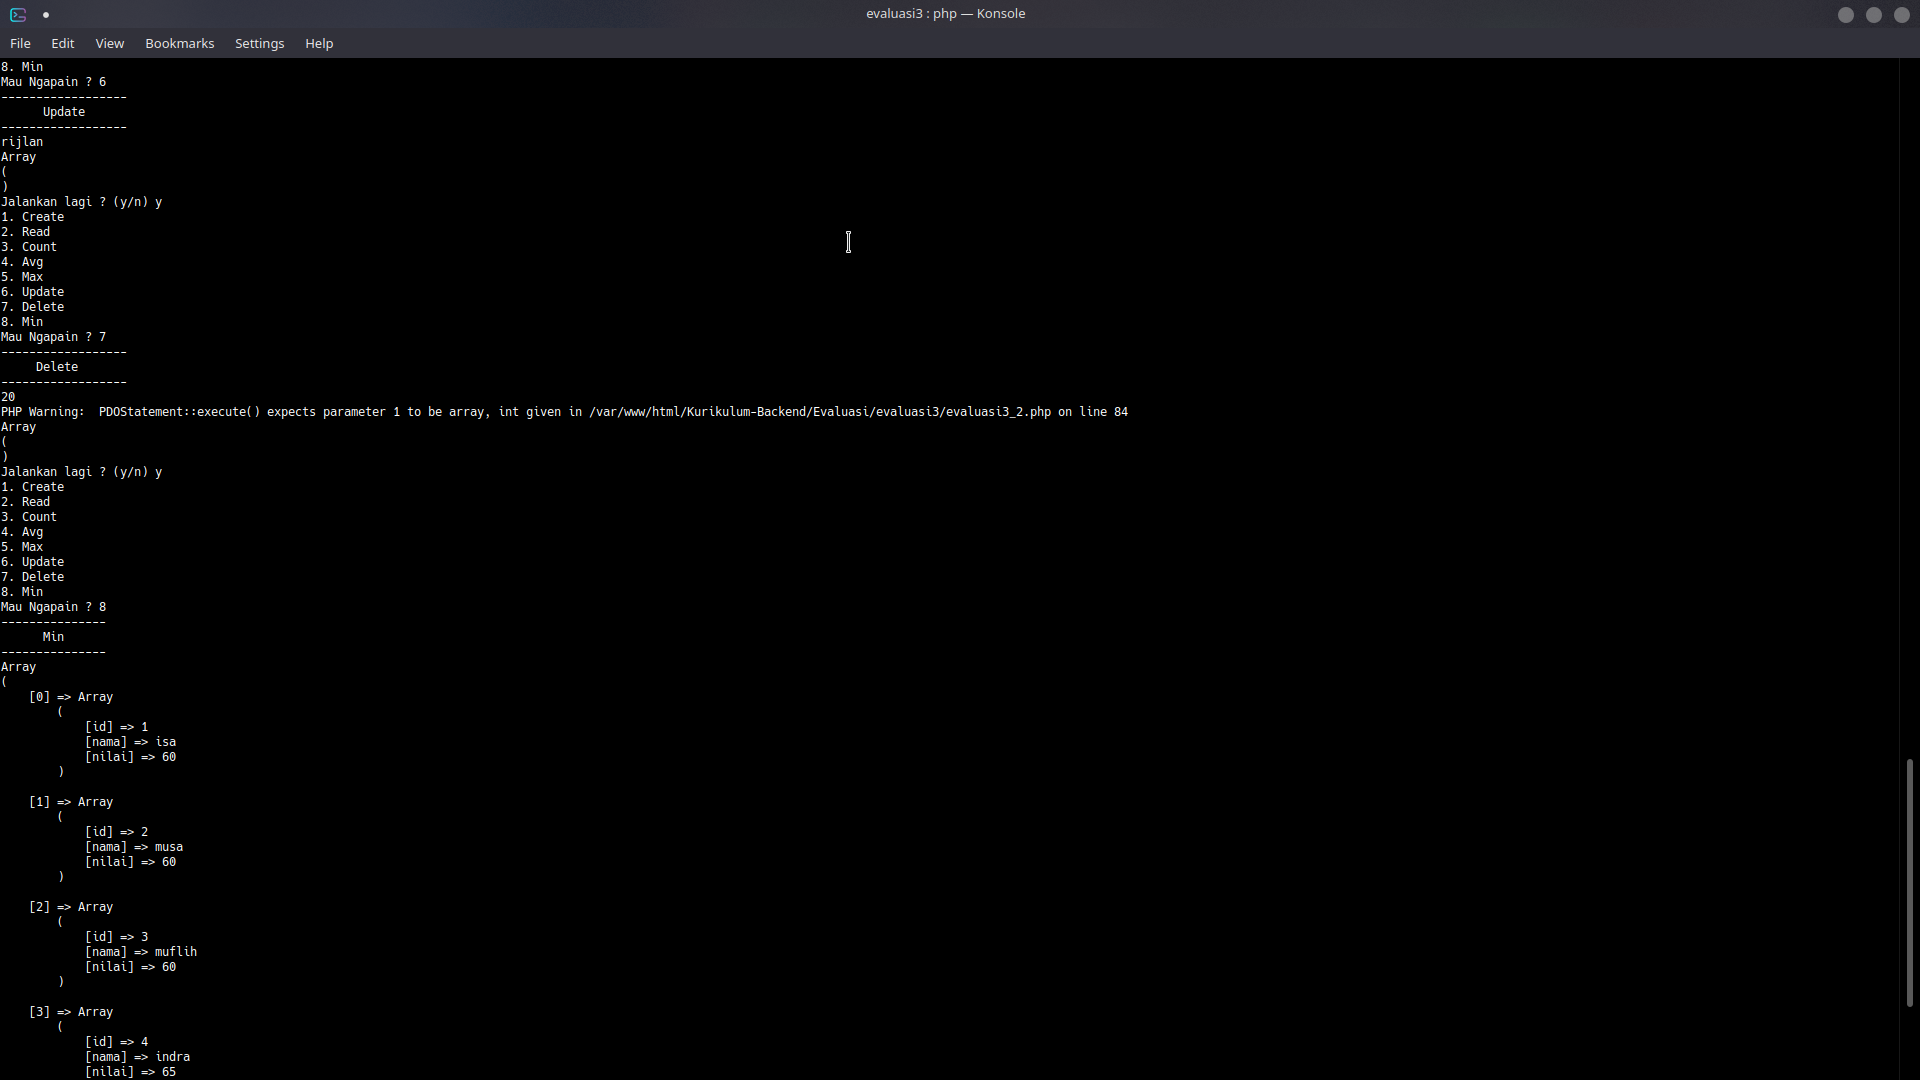 evaluasi3 : php — Konsole
File Edit View Bookmarks Settings Help
8. Min
Mau Ngapain ? 6
------------------
      Update
------------------
rijlan
Array
(
)
Jalankan lagi ? (y/n) y
1. Create
2. Read
3. Count
4. Avg
5. Max
6. Update
7. Delete
8. Min
Mau Ngapain ? 7
------------------
     Delete
------------------
20
PHP Warning:  PDOStatement::execute() expects parameter 1 to be array, int given in /var/www/html/Kurikulum-Backend/Evaluasi/evaluasi3/evaluasi3_2.php on line 84
Array
(
)
Jalankan lagi ? (y/n) y
1. Create
2. Read
3. Count
4. Avg
5. Max
6. Update
7. Delete
8. Min
Mau Ngapain ? 8
---------------
      Min
---------------
Array
(
    [0] => Array
        (
            [id] => 1
            [nama] => isa
            [nilai] => 60
        )

    [1] => Array
        (
            [id] => 2
            [nama] => musa
            [nilai] => 60
        )

    [2] => Array
        (
            [id] => 3
            [nama] => muflih
            [nilai] => 60
        )

    [3] => Array
        (
            [id] => 4
            [nama] => indra
            [nilai] => 65